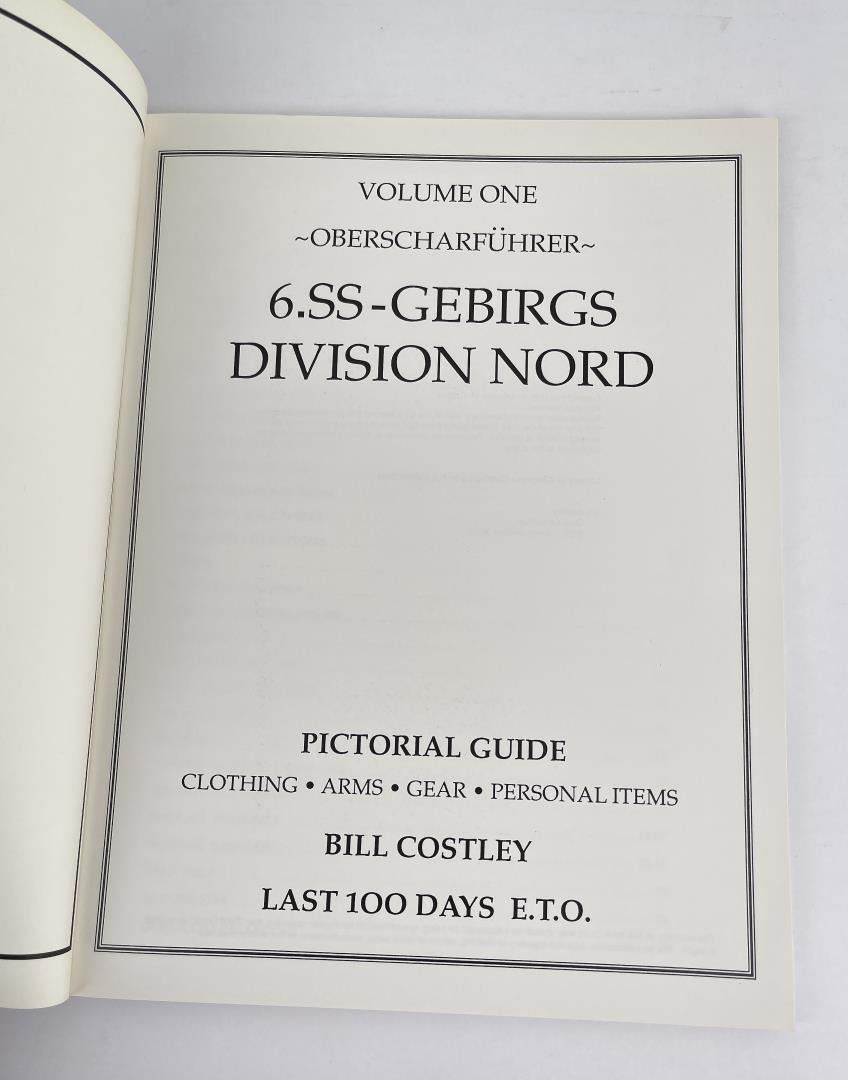 VOLUME ONE
~OBERSCHARFÜHRER~
6.SS-GEBIRGS
DIVISION NORD
PICTORIAL GUIDE
CLOTHING • ARMS • GEAR • PERSONAL ITEMS
BILL COSTLEY
LAST 100 DAYS E.T.O.